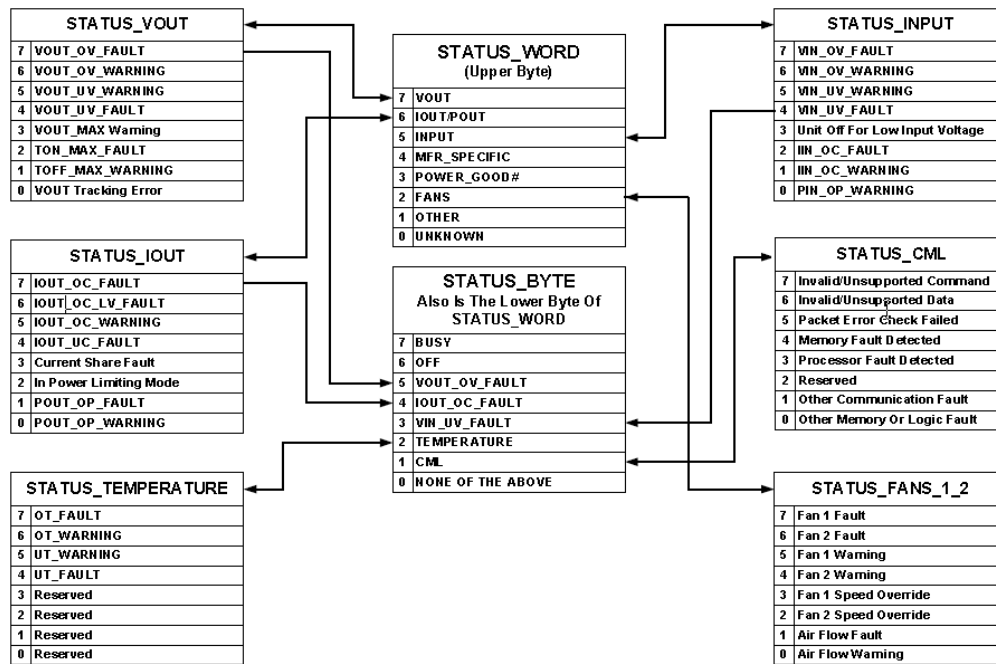 STATUS_VOUT
7 VOUT_OV_FAULT
6 VOUT_OV_WARNING
5 VOUT_UV_WARNING
4 VOUT_UV_FAULT
3 VOUT_MAX Warning
2 TON_MAX_FAULT
1 TOFF_MAX_WARNING
0 VOUT Tracking Error
STATUS_IOUT
7 IOUT_OC_FAULT
6 IOUT_OC_LV_FAULT
5 IOUT_OC_WARNING
4 IOUT_UC_FAULT
3 Current Share Fault
2 In Power Limiting Mode
1 POUT_OP_FAULT
0 POUT_OP_WARNING
STATUS_TEMPERATURE
7 OT_FAULT
6 OT_WARNING
5 UT_WARNING
4 UT_FAULT
3 Reserved
2 Reserved
1 Reserved
0 Reserved
STATUS_WORD
(Upper Byte)
7 VOUT
6 IOUT/POUT
5 INPUT
4 MFR_SPECIFIC
3 POWER_GOOD#
2 FANS
1 OTHER
0 UNKNOWN
STATUS_BYTE
Also Is The Lower Byte Of
STATUS_WORD
7 BUSY
6 OFF
5 VOUT_OV_FAULT
4 IOUT_OC_FAULT
3 VIN_UV_FAULT
2 TEMPERATURE
1 CML
0 NONE OF THE ABOVE
STATUS_INPUT
7 VIN_OV_FAULT
6 VIN_OV_WARNING
5 VIN_UV_WARNING
4 VIN_UV_FAULT
3 Unit Off For Low Input Voltage
2 IIN_OC_FAULT
1 IIN_OC_WARNING
0 PIN_OP_WARNING
STATUS_CML
7 Invalid/Unsupported Command
6 Invalid/Unsupported Data
5 Packet Error Check Failed
4 Memory Fault Detected
3 Processor Fault Detected
2 Reserved
1 Other Communication Fault
0 Other Memory Or Logic Fault
STATUS_FANS_1_2
7 Fan 1 Fault
6 Fan 2 Fault
5 Fan 1 Warning
4 Fan 2 Warning
3 Fan 1 Speed Override
2 Fan 2 Speed Override
1 Air Flow Fault
0 Air Flow Warning